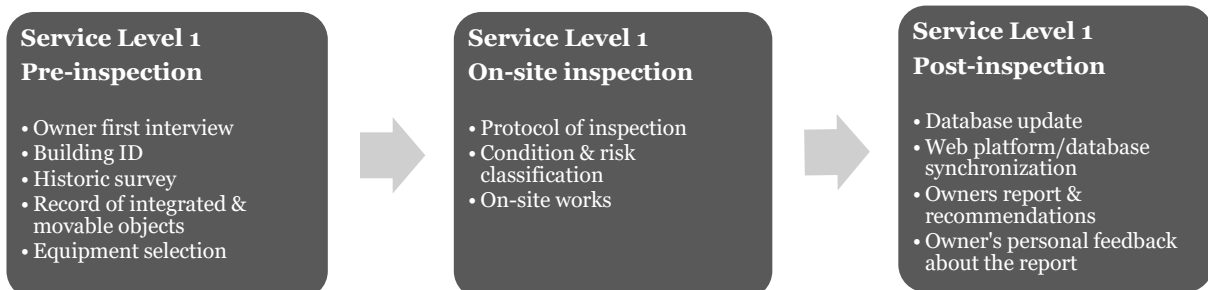 Service Level 1
Pre-inspection
• Owner first interview
• Building ID
• Historic survey
• Record of integrated &
movable objects
• Equipment selection
Service Level 1
On-site inspection
• Protocol of inspection
• Condition & risk
classification
• On-site works
Service Level 1
Post-inspection
• Database update
• Web platform/database
synchronization
• Owners report &
recommendations
• Owner's personal feedback
about the report